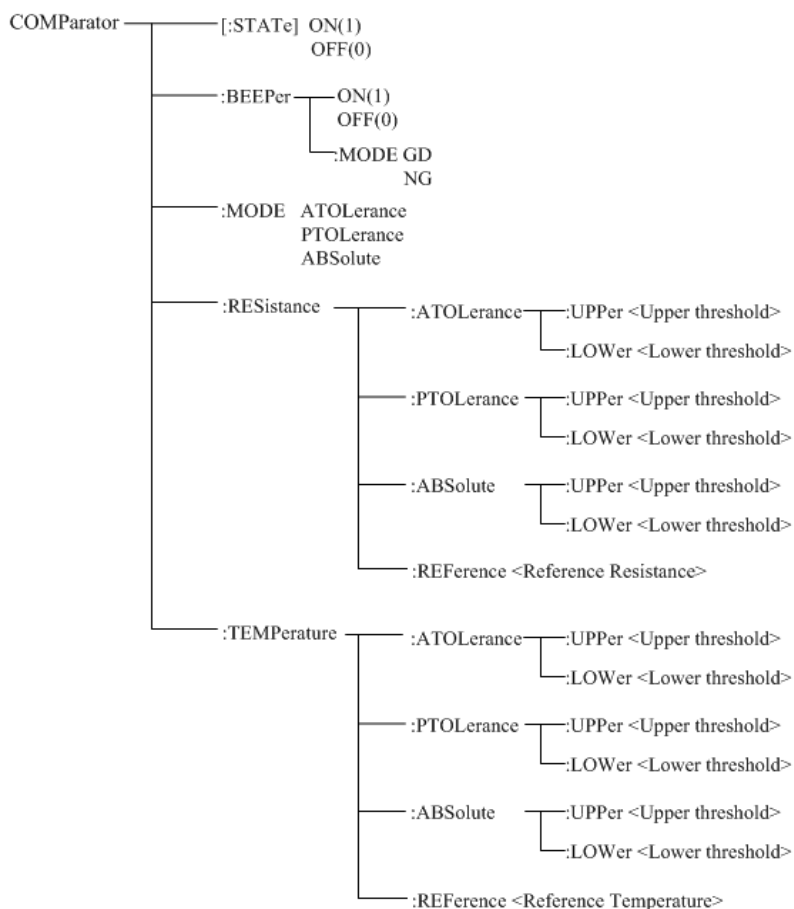 COMParator [:STATe] ON(1)
OFF(0)
:BEEPer ON(1)
OFF(0)
:MODE GD
NG
:MODE ATOLerance
PTOLerance
ABSolute
:RESistance :ATOLerance :UPPer <Upper threshold>
:LOWer <Lower threshold>
:PTOLerance :UPPer <Upper threshold>
:LOWer <Lower threshold>
:ABSolute :UPPer <Upper threshold>
:LOWer <Lower threshold>
:REFerence <Reference Resistance>
:TEMPerature :ATOLerance :UPPer <Upper threshold>
:LOWer <Lower threshold>
:PTOLerance :UPPer <Upper threshold>
:LOWer <Lower threshold>
:ABSolute :UPPer <Upper threshold>
:LOWer <Lower threshold>
:REFerence <Reference Temperature>